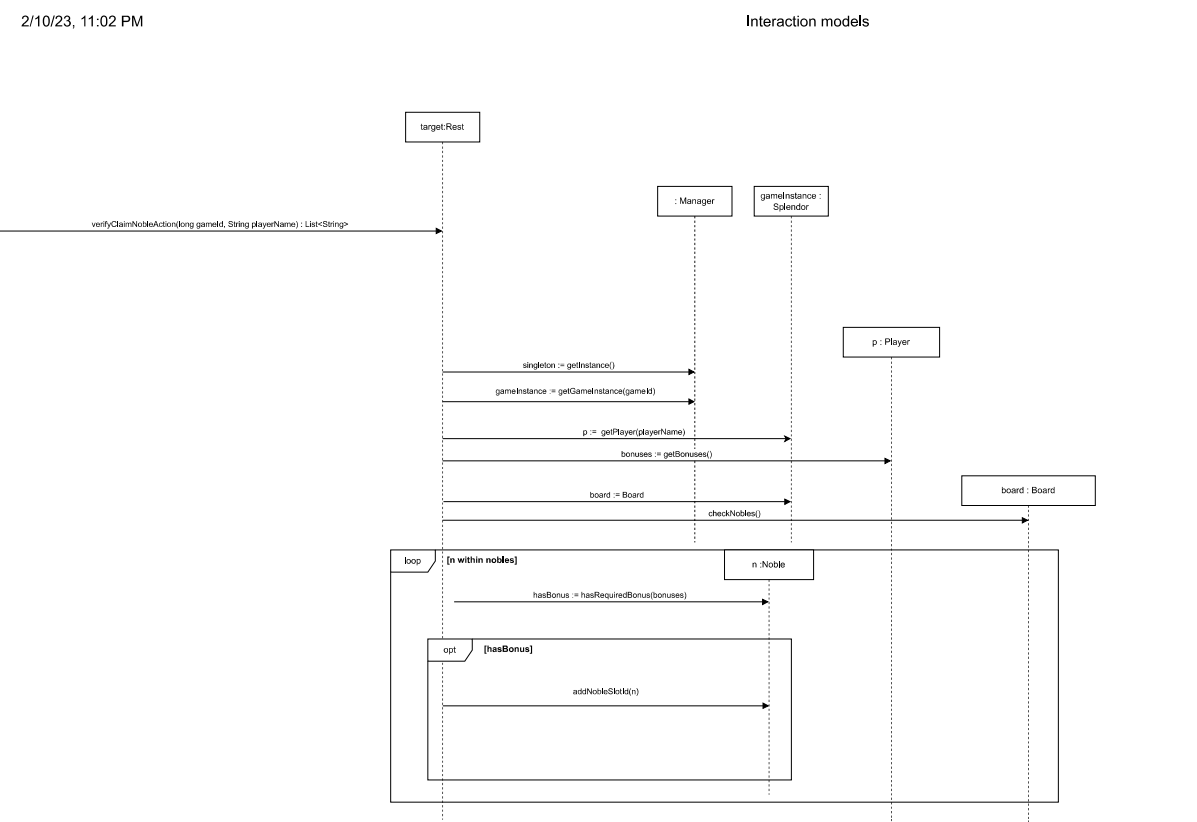 2/10/23, 11:02 PM
Interaction models
target:Rest
: Manager
gameInstance :
Splendor
verifyClaimNobleAction(long gameId, String playerName) : List<String>
p : Player
singleton := getInstance()
gameInstance := getGameInstance(gameId)
p := getPlayer(playerName)
bonuses := getBonuses()
board : Board
board := Board
checkNobles()
loop
[n within nobles]
n :Noble
hasBonus := hasRequiredBonus(bonuses)
opt
[hasBonus]
addNobleSlotId(n)